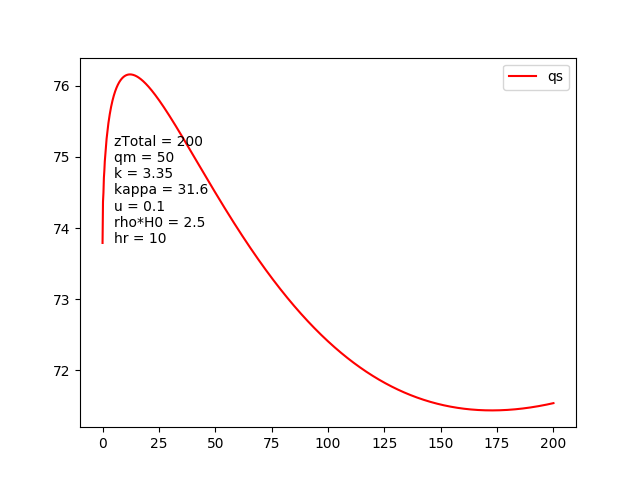 qs
76
75
74
73
72
zTotal = 200
qm = 50
k = 3.35
kappa = 31.6
u = 0.1
rho*H0 = 2.5
hr = 10
0 25 50 75 100 125 150 175 200